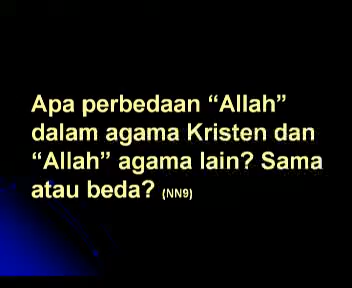 Apa perbedaan “Allah”
dalam agama Kristen dan
“Allah” agama lain? Sama
atau beda? (NN9)